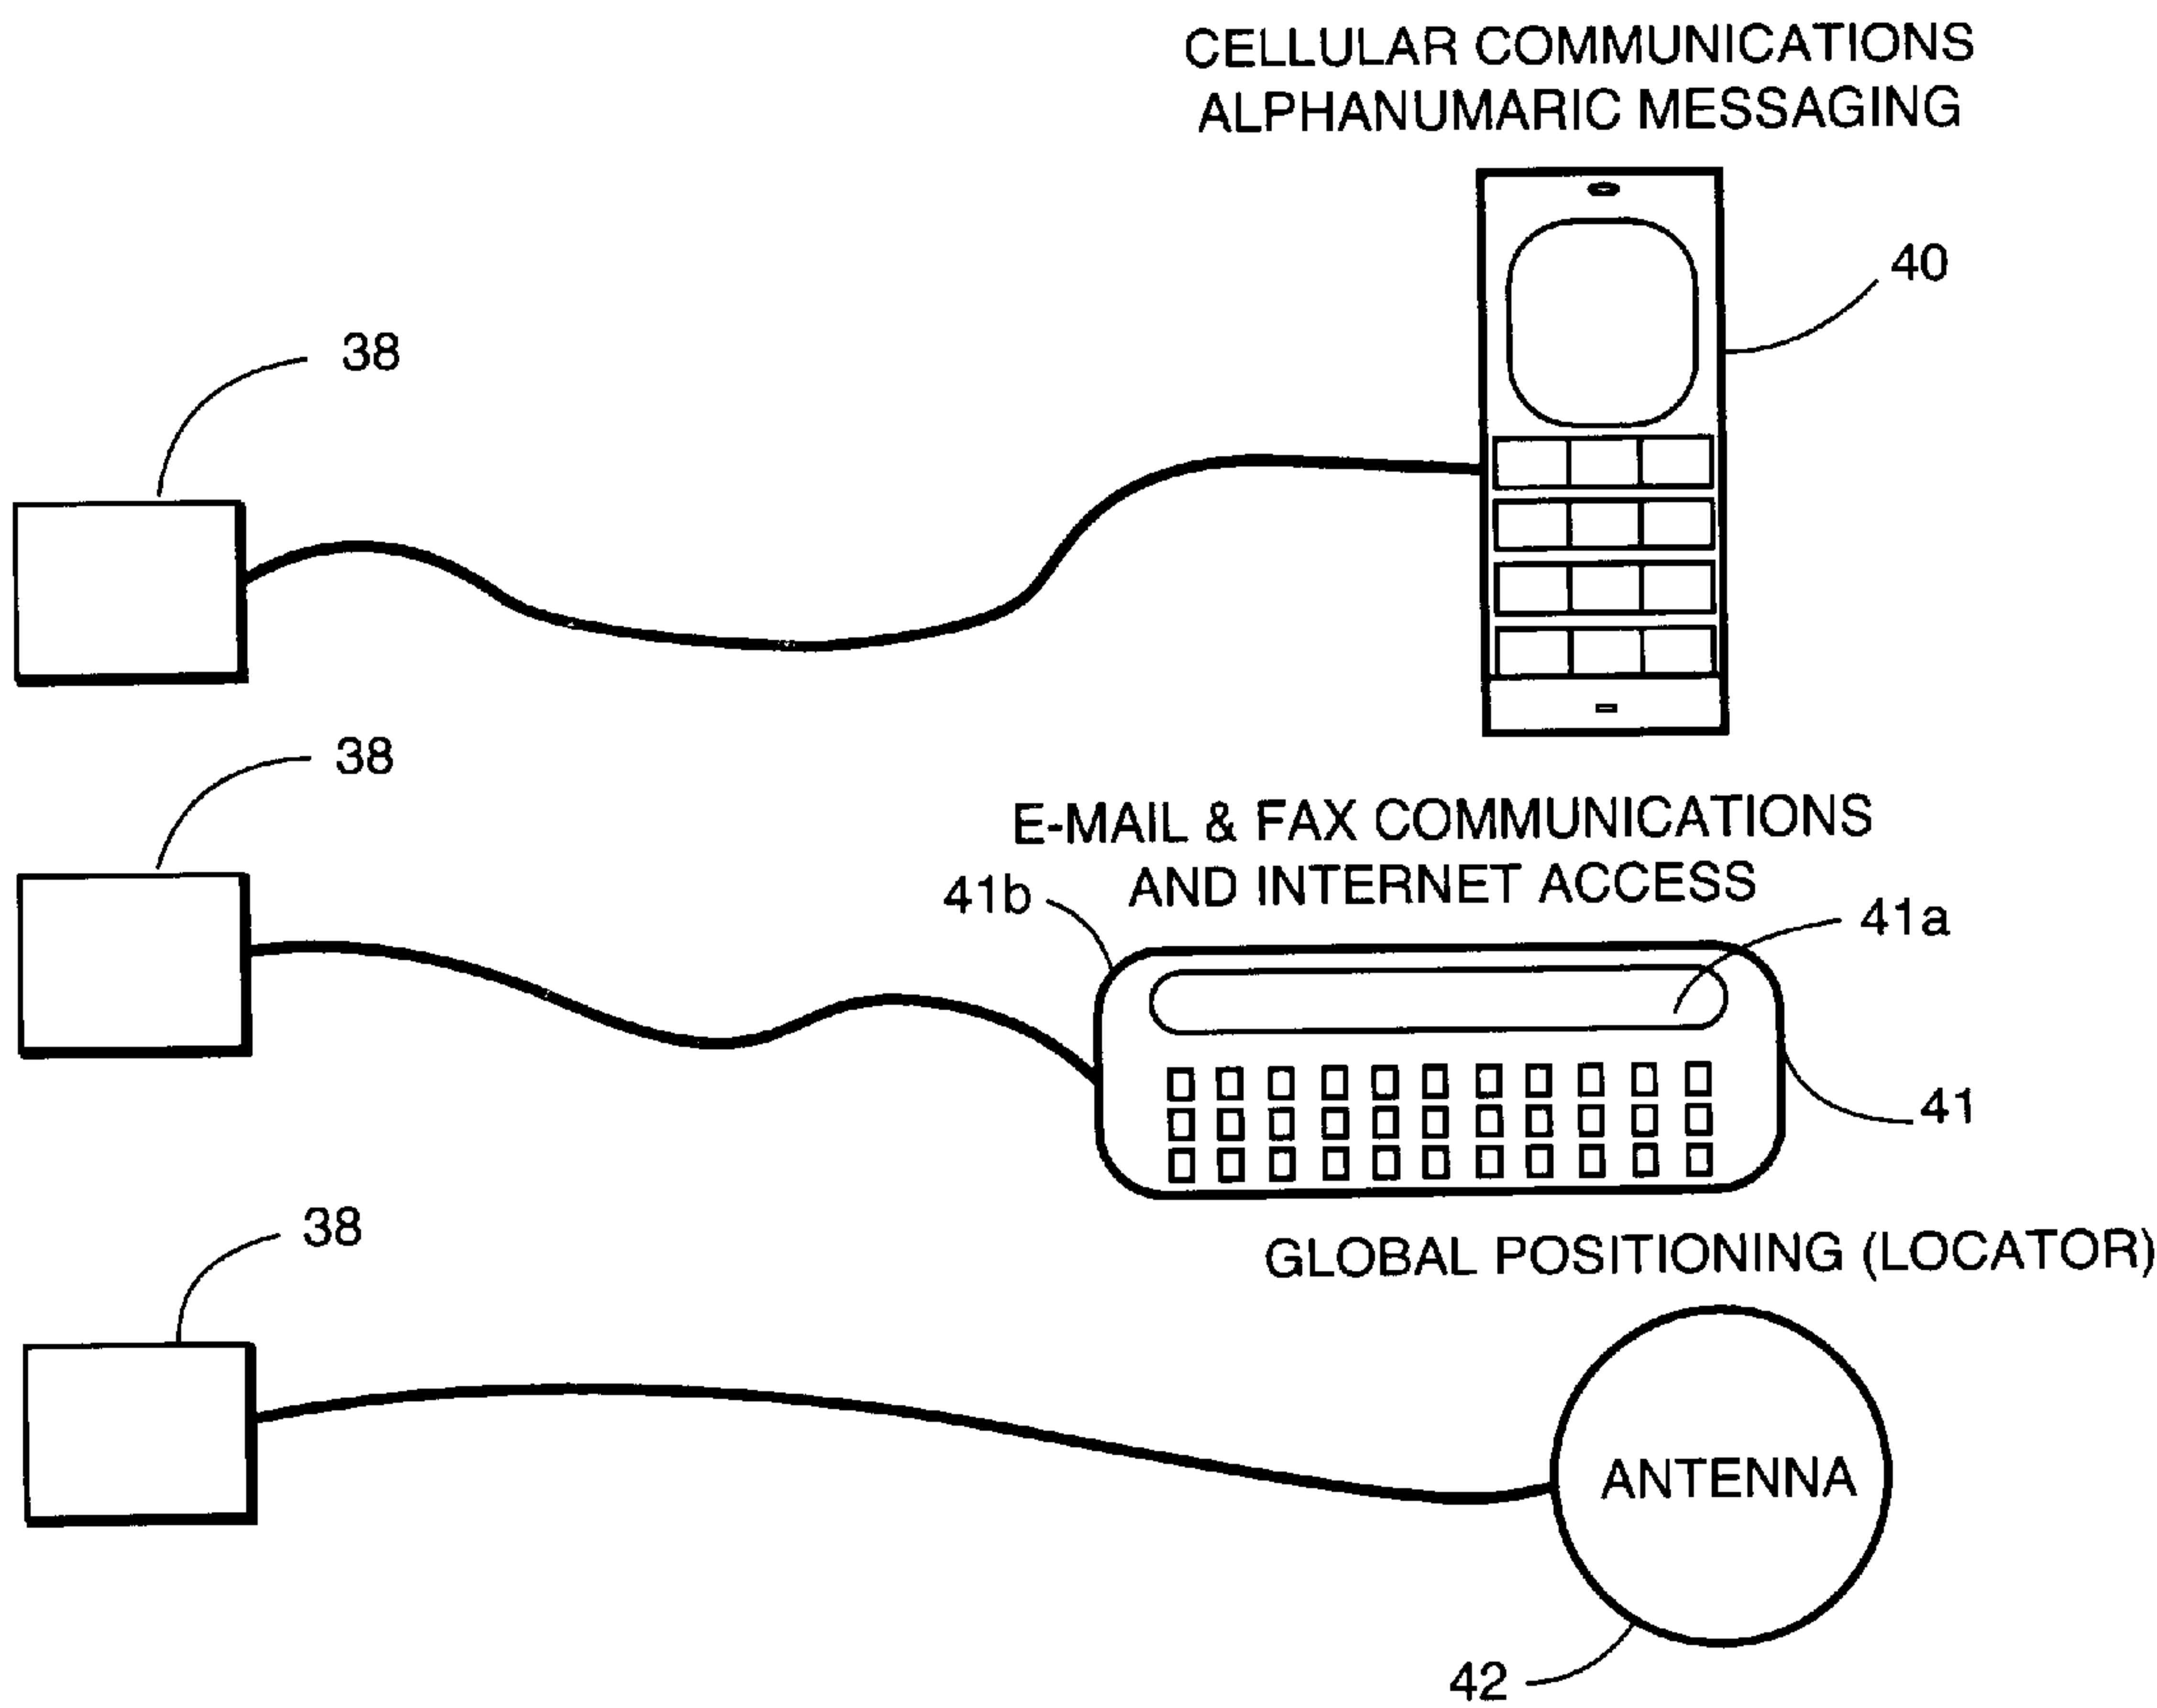 CELLULAR COMMUNICATIONS
ALPHANUMARIC MESSAGING
40
38
38
E-MAIL & FAX COMMUNICATIONS
AND INTERNET ACCESS
41b
41a
41
38
GLOBAL POSITIONING (LOCATOR)
ANTENNA
42